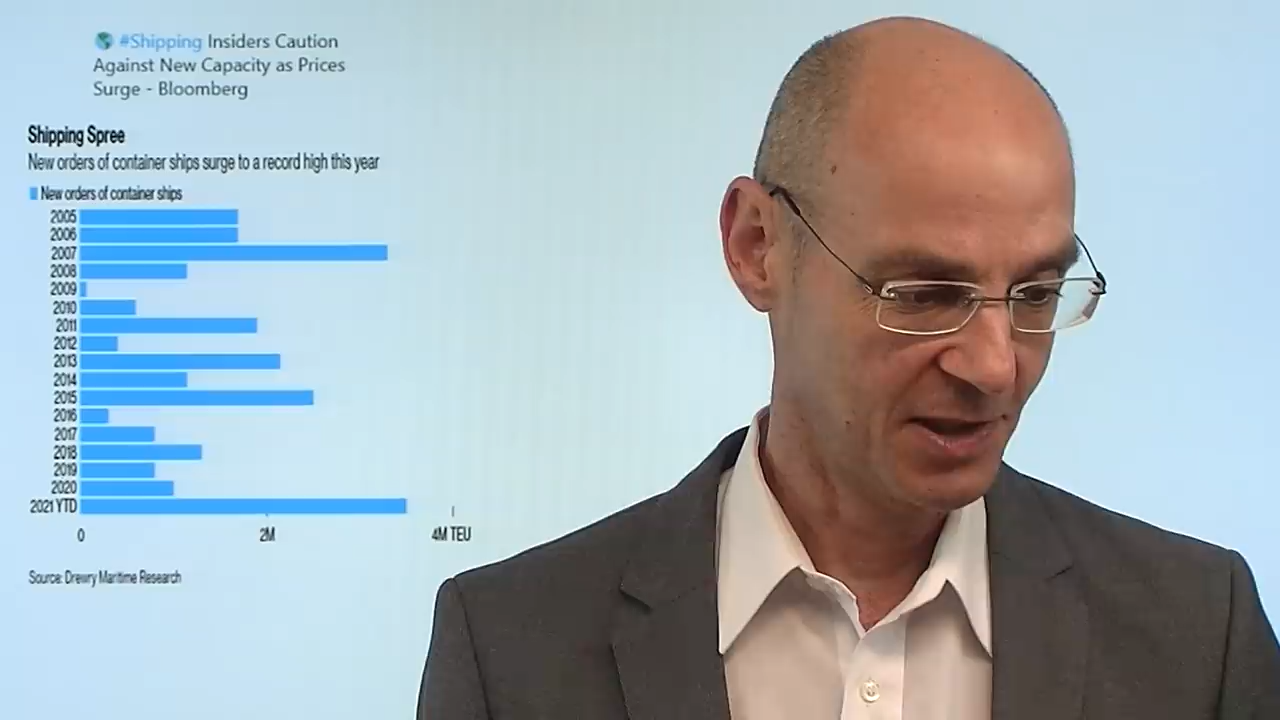 #Shipping Insiders Caution
Against New Capacity as Prices
Surge - Bloomberg
Shipping Spree
New orders of container ships surge to a record high this year
New orders of container ships
2005
2006
2007
2008
2009
2010
2011
2012
2013
2014
2015
2016
2017
2018
2019
2020
2021 YTD
0 2M 4M TEU
Source: Drewry Maritime Research